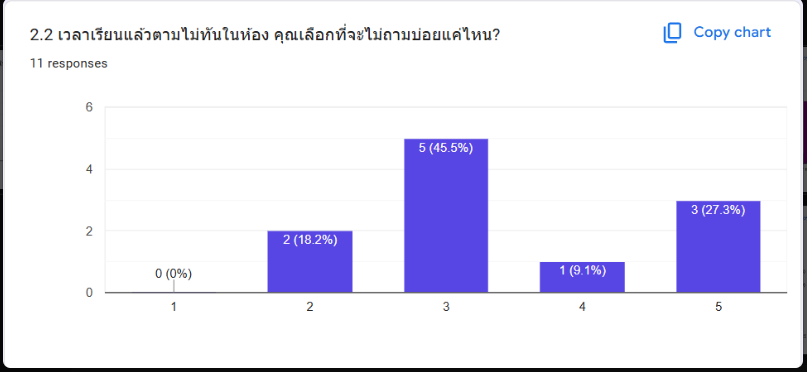 2.2 เวลาเรียนแล้วตามไม่ทันในห้อง คุณเลือกที่จะไม่ถามบ่อยแค่ไหน?
Copy chart
11 responses
6
4
2
0
0 (0%)
2 (18.2%)
5 (45.5%)
1 (9.1%)
3 (27.3%)
1 2 3 4 5